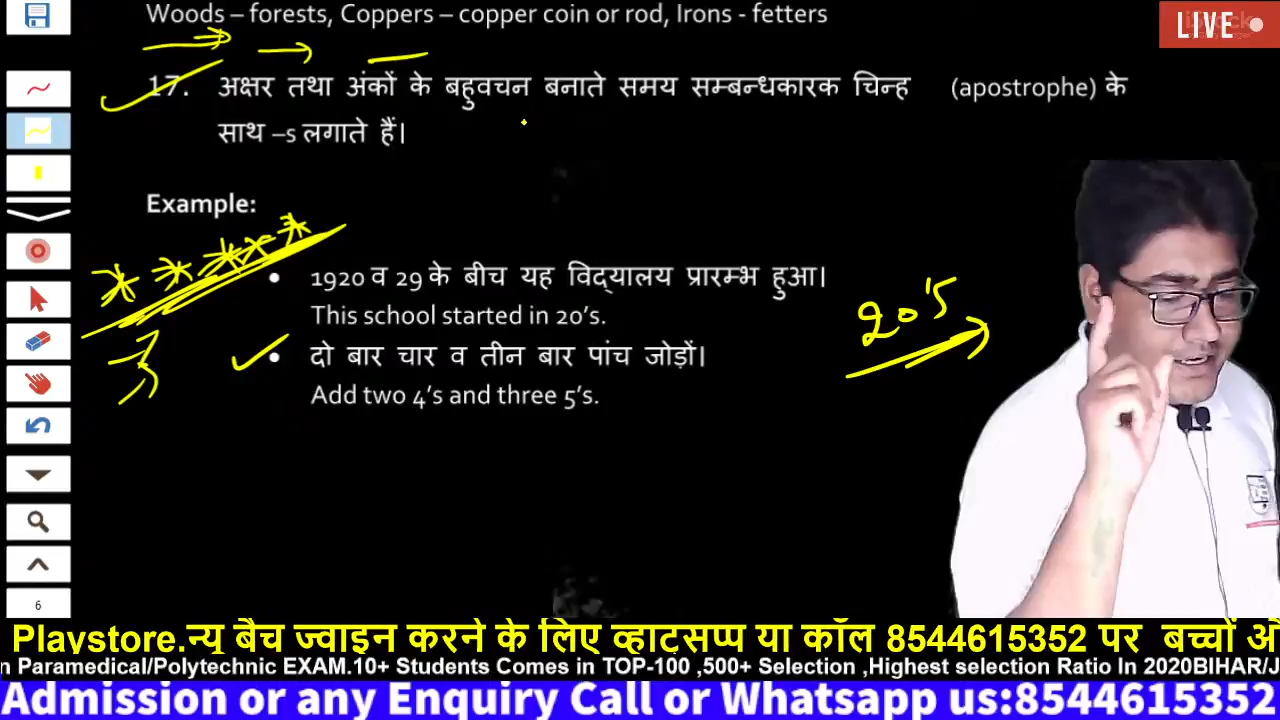 Woods – forests, Coppers – copper coin or rod, Irons - fetters
LIVE
17. अक्षर तथा अंकों के बहुवचन बनाते समय सम्बन्धकारक चिन्ह (apostrophe) के
साथ –s लगाते हैं।
Example:
• 1920 व 29 के बीच यह विद्यालय प्रारम्भ हुआ।
This school started in 20's.
20's
• दो बार चार व तीन बार पांच जोड़ों।
Add two 4's and three 5's.
6
Playstore.न्यू बैच ज्वाइन करने के लिए व्हाट्सप्प या कॉल 8544615352 पर बच्चों
n Paramedical/Polytechnic EXAM.10+ Students Comes in TOP-100 ,500+ Selection ,Highest selection Ratio In 2020BIHAR/J
Admission or any Enquiry Call or Whatsapp us:8544615352